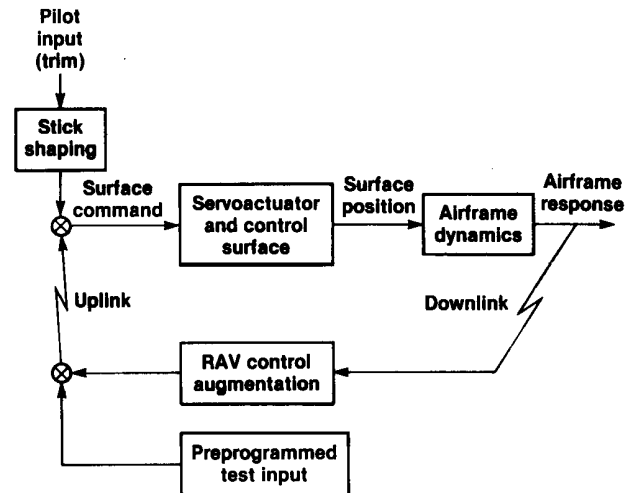 Pilot
input
(trim)
Stick
shaping
Surface
command
Servoactuator
and control
surface
Surface
position
Airframe
dynamics
Airframe
response
Uplink
Downlink
RAV control
augmentation
Preprogrammed
test input